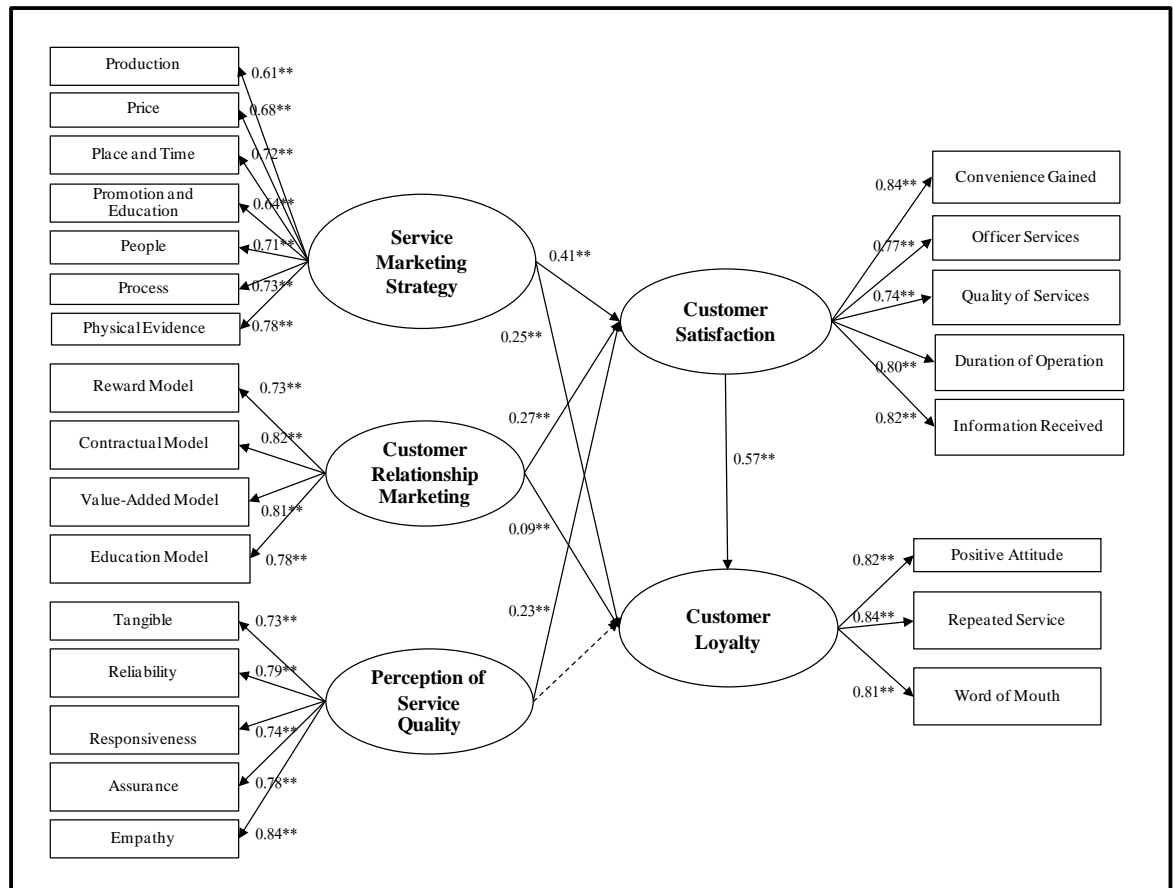 Production
0.61**
Price
0.68**
Place and Time
0.72**
Promotion and
Education
0.64**
People
0.71**
Process
0.73**
Physical Evidence
0.78**
Service
Marketing
Strategy
Reward Model
0.73**
Contractual Model
0.82**
Value-Added Model
0.81**
Education Model
0.78**
Customer
Relationship
Marketing
Tangible
0.73**
Reliability
0.79**
Responsiveness
0.74**
Assurance
0.78**
Empathy
0.84**
Perception of
Service
Quality
0.41**
0.25**
0.27**
0.09**
0.23**
Customer
Satisfaction
0.57**
Customer
Loyalty
0.84**
Convenience Gained
0.77**
Officer Services
0.74**
Quality of Services
0.80**
Duration of Operation
0.82**
Information Received
0.82**
Positive Attitude
0.84**
Repeated Service
0.81**
Word of Mouth